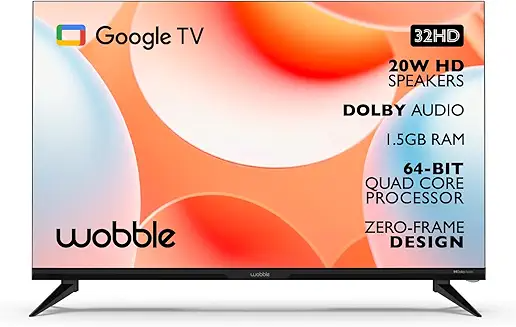 Google TV
32HD
20W HD
SPEAKERS
DOLBY AUDIO
1.5GB RAM
64-BIT
QUAD CORE
PROCESSOR
ZERO-FRAME
DESIGN
wobble
wobble